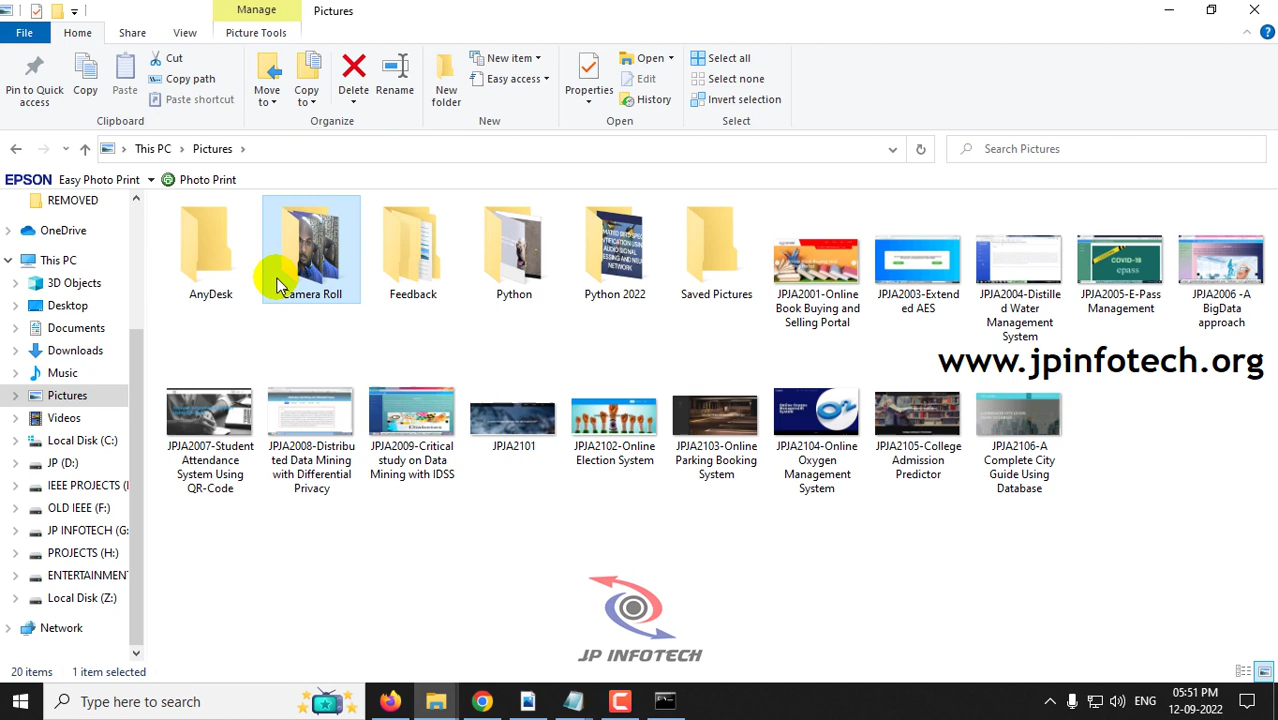 Manage
Pictures
File
Home
Share
View
Picture Tools
Pin to Quick access
Copy
Paste
Cut
Copy path
Paste shortcut
Clipboard
Move to
Copy to
Delete
Rename
Organize
New folder
New item
Easy access
New
Properties
Open
Edit
History
Open
Select all
Select none
Invert selection
Select
This PC
Pictures
Search Pictures
EPSON Easy Photo Print
Photo Print
REMOVED
OneDrive
This PC
3D Objects
Desktop
Documents
Downloads
Music
Pictures
Videos
Local Disk (C:)
JP (D:)
IEEE PROJECTS (
OLD IEEE (F:)
JP INFOTECH (G:
PROJECTS (H:)
ENTERTAINMENT
Local Disk (Z:)
Network
AnyDesk
Camera Roll
Feedback
Python
Python 2022
Saved Pictures
JPJA2001-Online
Book Buying and
Selling Portal
JPJA2003-Extend
ed AES
JPJA2004-Distille
d Water
Management
System
COVID-19
epass
JPJA2005-E-Pass
Management
JPJA2006 -A
BigData
approach
www.jpinfotech.org
JPJA2007-Student
Attendance
System Using
QR-Code
JPJA2008-Distribu
ted Data Mining
with Differential
Privacy
JPJA2009-Critical
study on Data
Mining with IDSS
JPJA2101
JPJA2102-Online
Election System
JPJA2103-Online
Parking Booking
System
JPJA2104-Online
Oxygen
Management
System
JPJA2105-College
Admission
Predictor
JPJA2106-A
Complete City
Guide Using
Database
JP INFOTECH
20 items
1 item selected
Type here to search
ENG
05:51 PM
12-09-2022